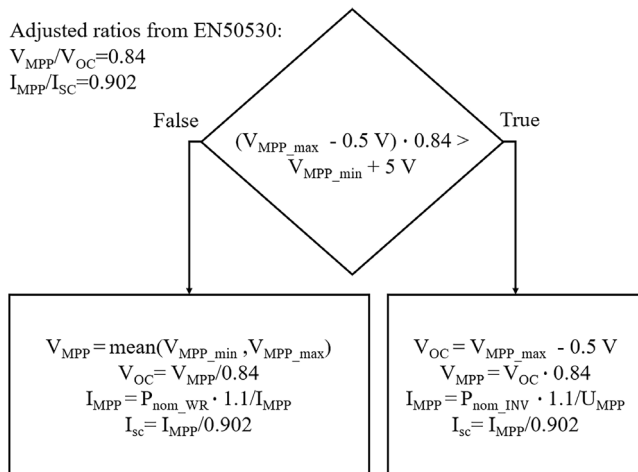 Adjusted ratios from EN50530:
V_MPP/V_OC=0.84
I_MPP/I_SC=0.902
False
True
(V_MPP_max - 0.5 V) · 0.84 >
V_MPP_min + 5 V
V_MPP = mean(V_MPP_min ,V_MPP_max)
V_OC = V_MPP/0.84
I_MPP = P_nom_WR · 1.1/I_MPP
I_sc= I_MPP/0.902
V_OC = V_MPP_max - 0.5 V
V_MPP = V_OC · 0.84
I_MPP = P_nom_INV · 1.1/U_MPP
I_sc= I_MPP/0.902